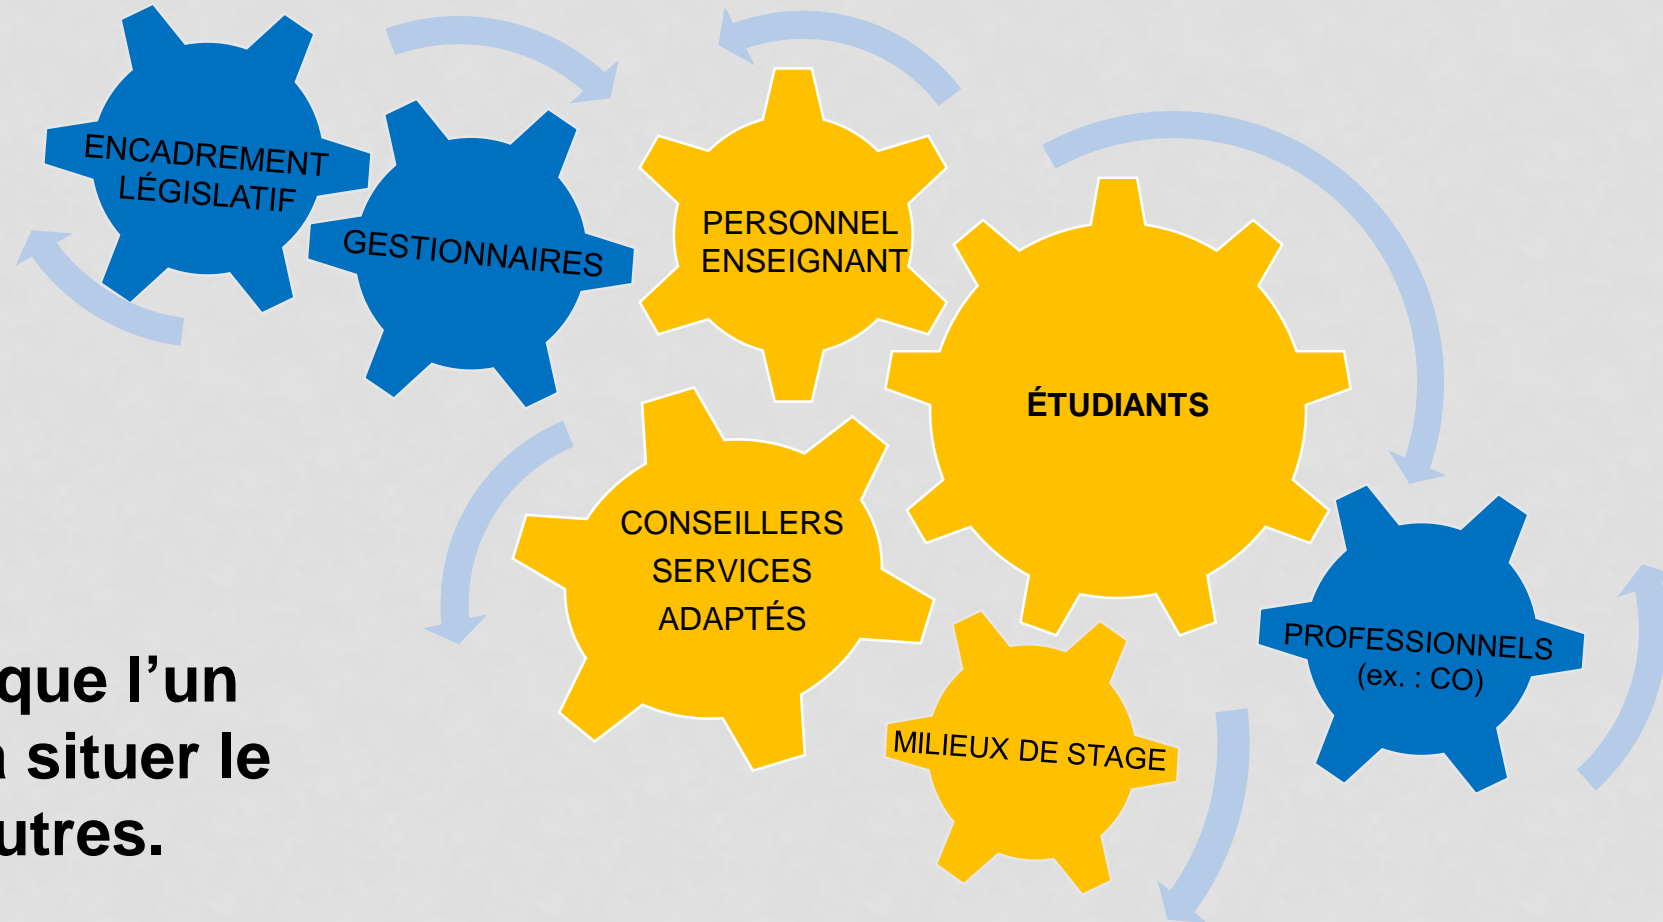 ENCADREMENT
LÉGISLATIF
GESTIONNAIRES
PERSONNEL
ENSEIGNANT
ÉTUDIANTS
CONSEILLERS
SERVICES
ADAPTÉS
PROFESSIONNELS
(ex. : CO)
MILIEUX DE STAGE
que l’un
situer le
utres.